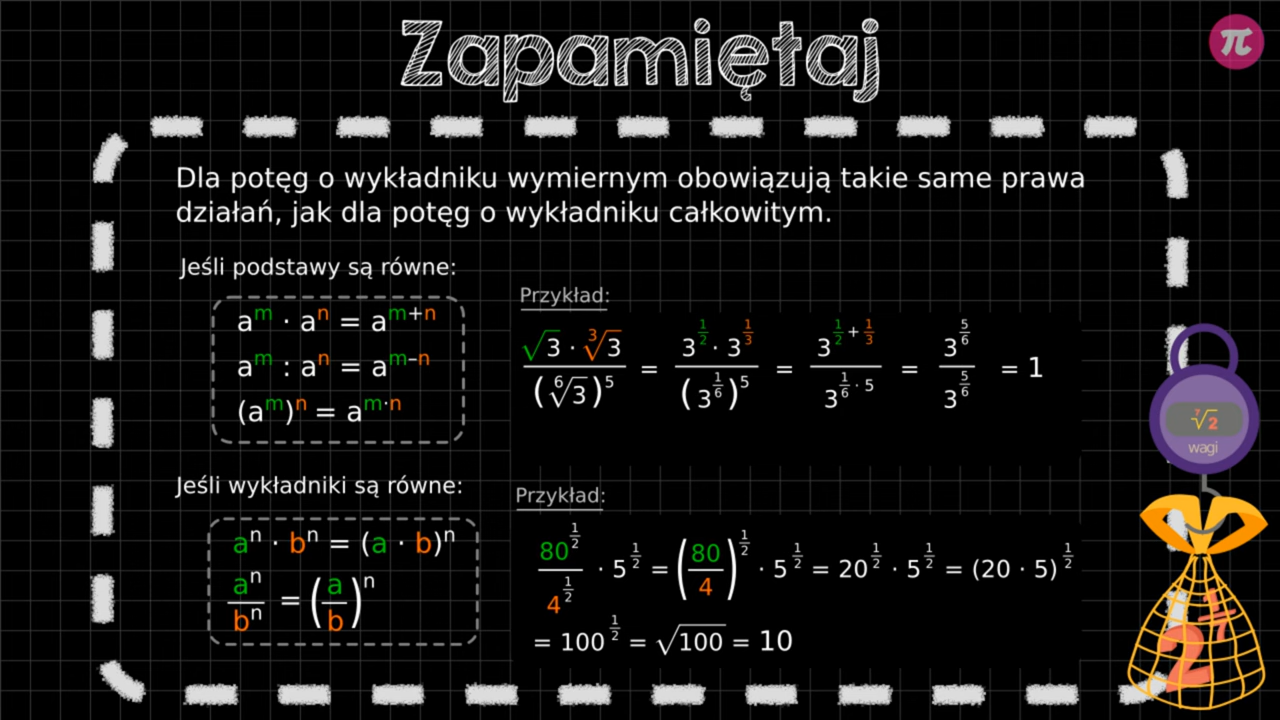 Zapamiętaj
π
Dla potęg o wykładniku wymiernym obowiązują takie same prawa
działań, jak dla potęg o wykładniku całkowitym.
Jeśli podstawy są równe:
a^m · a^n = a^(m+n)
a^m : a^n = a^(m–n)
(a^m)^n = a^(m·n)
Przykład:
(√3 · ∛3)/((⁶√3)^5) = (3^(1/2) · 3^(1/3))/((3^(1/6))^5) = 3^(1/2 + 1/3)/3^(1/6 · 5) = 3^(5/6)/3^(5/6) = 1
⁷√2
wagi
Jeśli wykładniki są równe:
a^n · b^n = (a · b)^n
a^n/b^n = (a/b)^n
Przykład:
80^(1/2)/4^(1/2) · 5^(1/2) = (80/4)^(1/2) · 5^(1/2) = 20^(1/2) · 5^(1/2) = (20 · 5)^(1/2)
= 100^(1/2) = √100 = 10
2^(1/7)